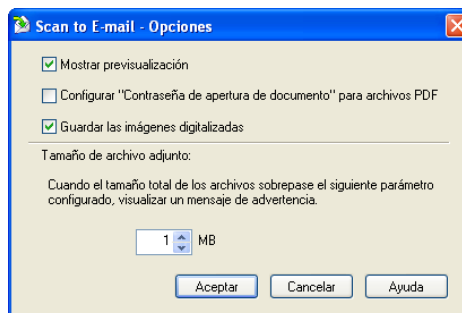 Scan to E-mail - Opciones
Mostrar previsualización
Configurar "Contraseña de apertura de documento" para archivos PDF
Guardar las imágenes digitalizadas
Tamaño de archivo adjunto:
Cuando el tamaño total de los archivos sobrepase el siguiente parámetro
configurado, visualizar un mensaje de advertencia.
1 MB
Aceptar Cancelar Ayuda